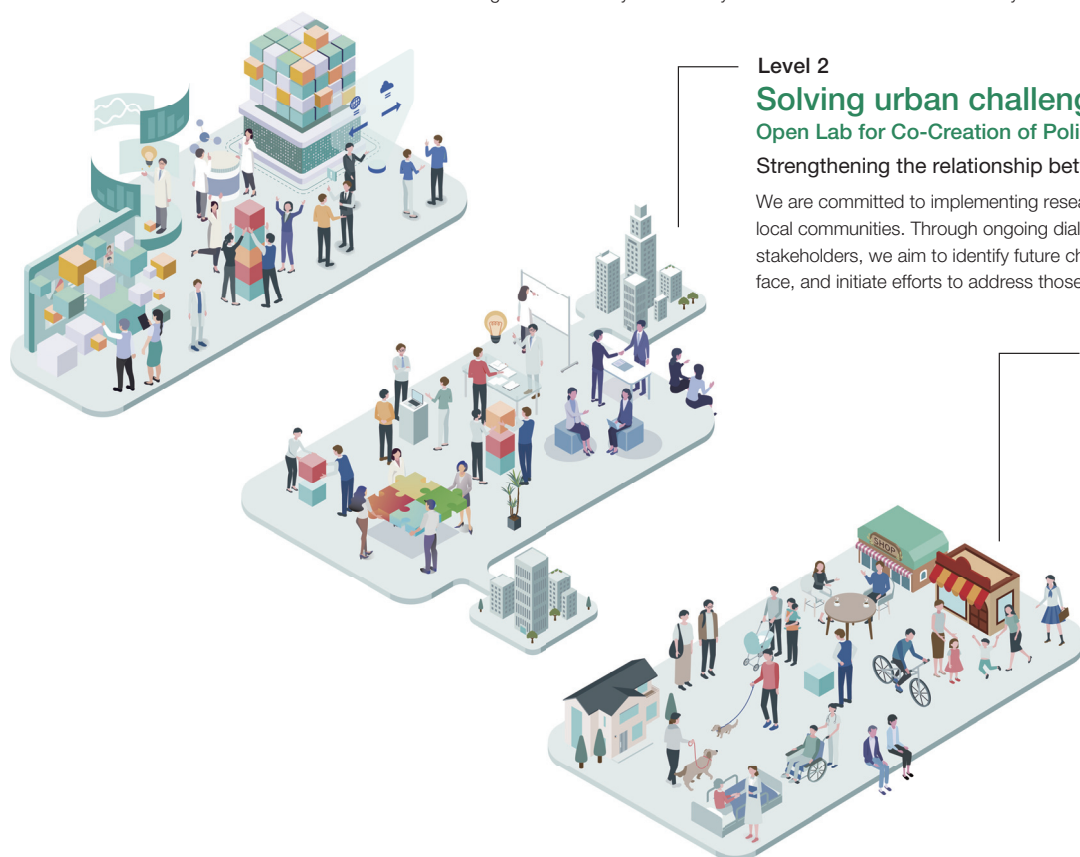 Level 2
Solving urban challeng
Open Lab for Co-Creation of Poli
Strengthening the relationship bet
We are committed to implementing resea
local communities. Through ongoing dial
stakeholders, we aim to identify future ch
face, and initiate efforts to address those
SHOP